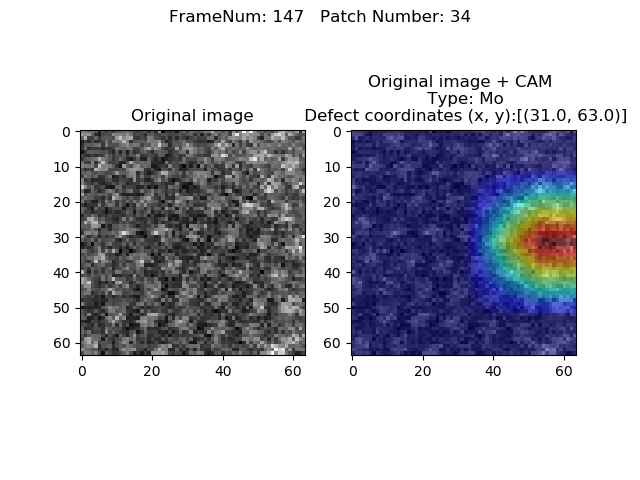 FrameNum: 147   Patch Number: 34
Original image
Original image + CAM
Type: Mo
Defect coordinates (x, y):[(31.0, 63.0)]
0
10
20
30
40
50
60
0 20 40 60
0
10
20
30
40
50
60
0 20 40 60